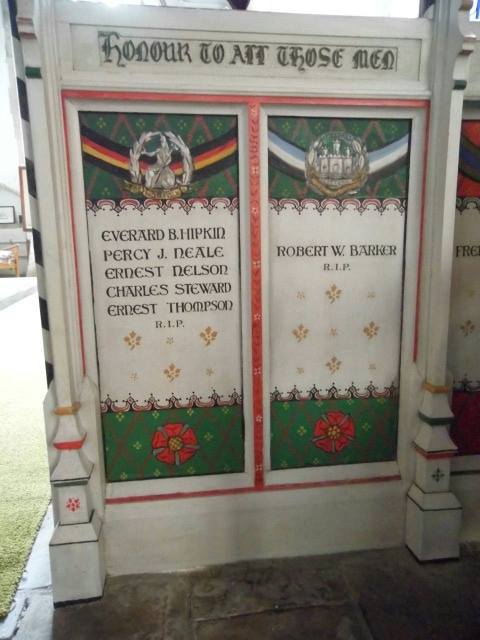 HONOUR TO ALL THOSE MEN
EVERARD B. HIPKIN
PERCY J. NEALE
ERNEST NELSON
CHARLES STEWARD
ERNEST THOMPSON
R.I.P.
ROBERT W. BARKER
R.I.P.